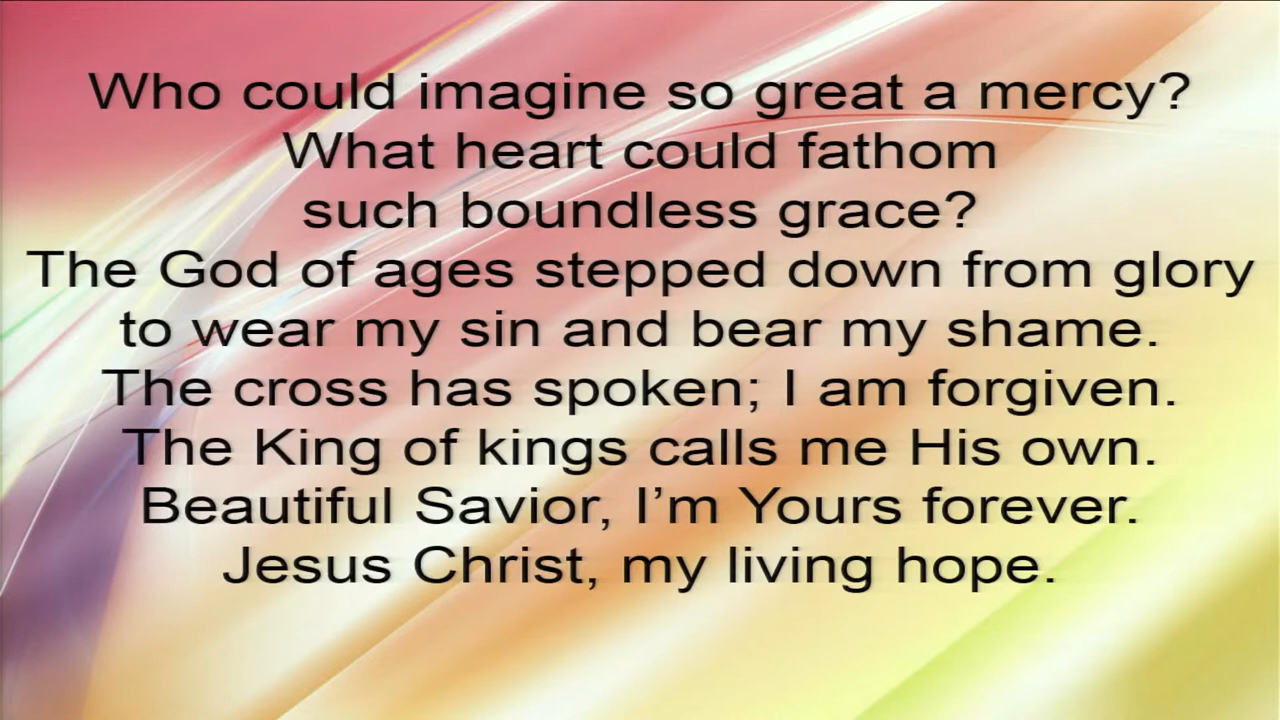 Who could imagine so great a mercy?
What heart could fathom
such boundless grace?
The God of ages stepped down from glory
to wear my sin and bear my shame.
The cross has spoken; I am forgiven.
The King of kings calls me His own.
Beautiful Savior, I’m Yours forever.
Jesus Christ, my living hope.